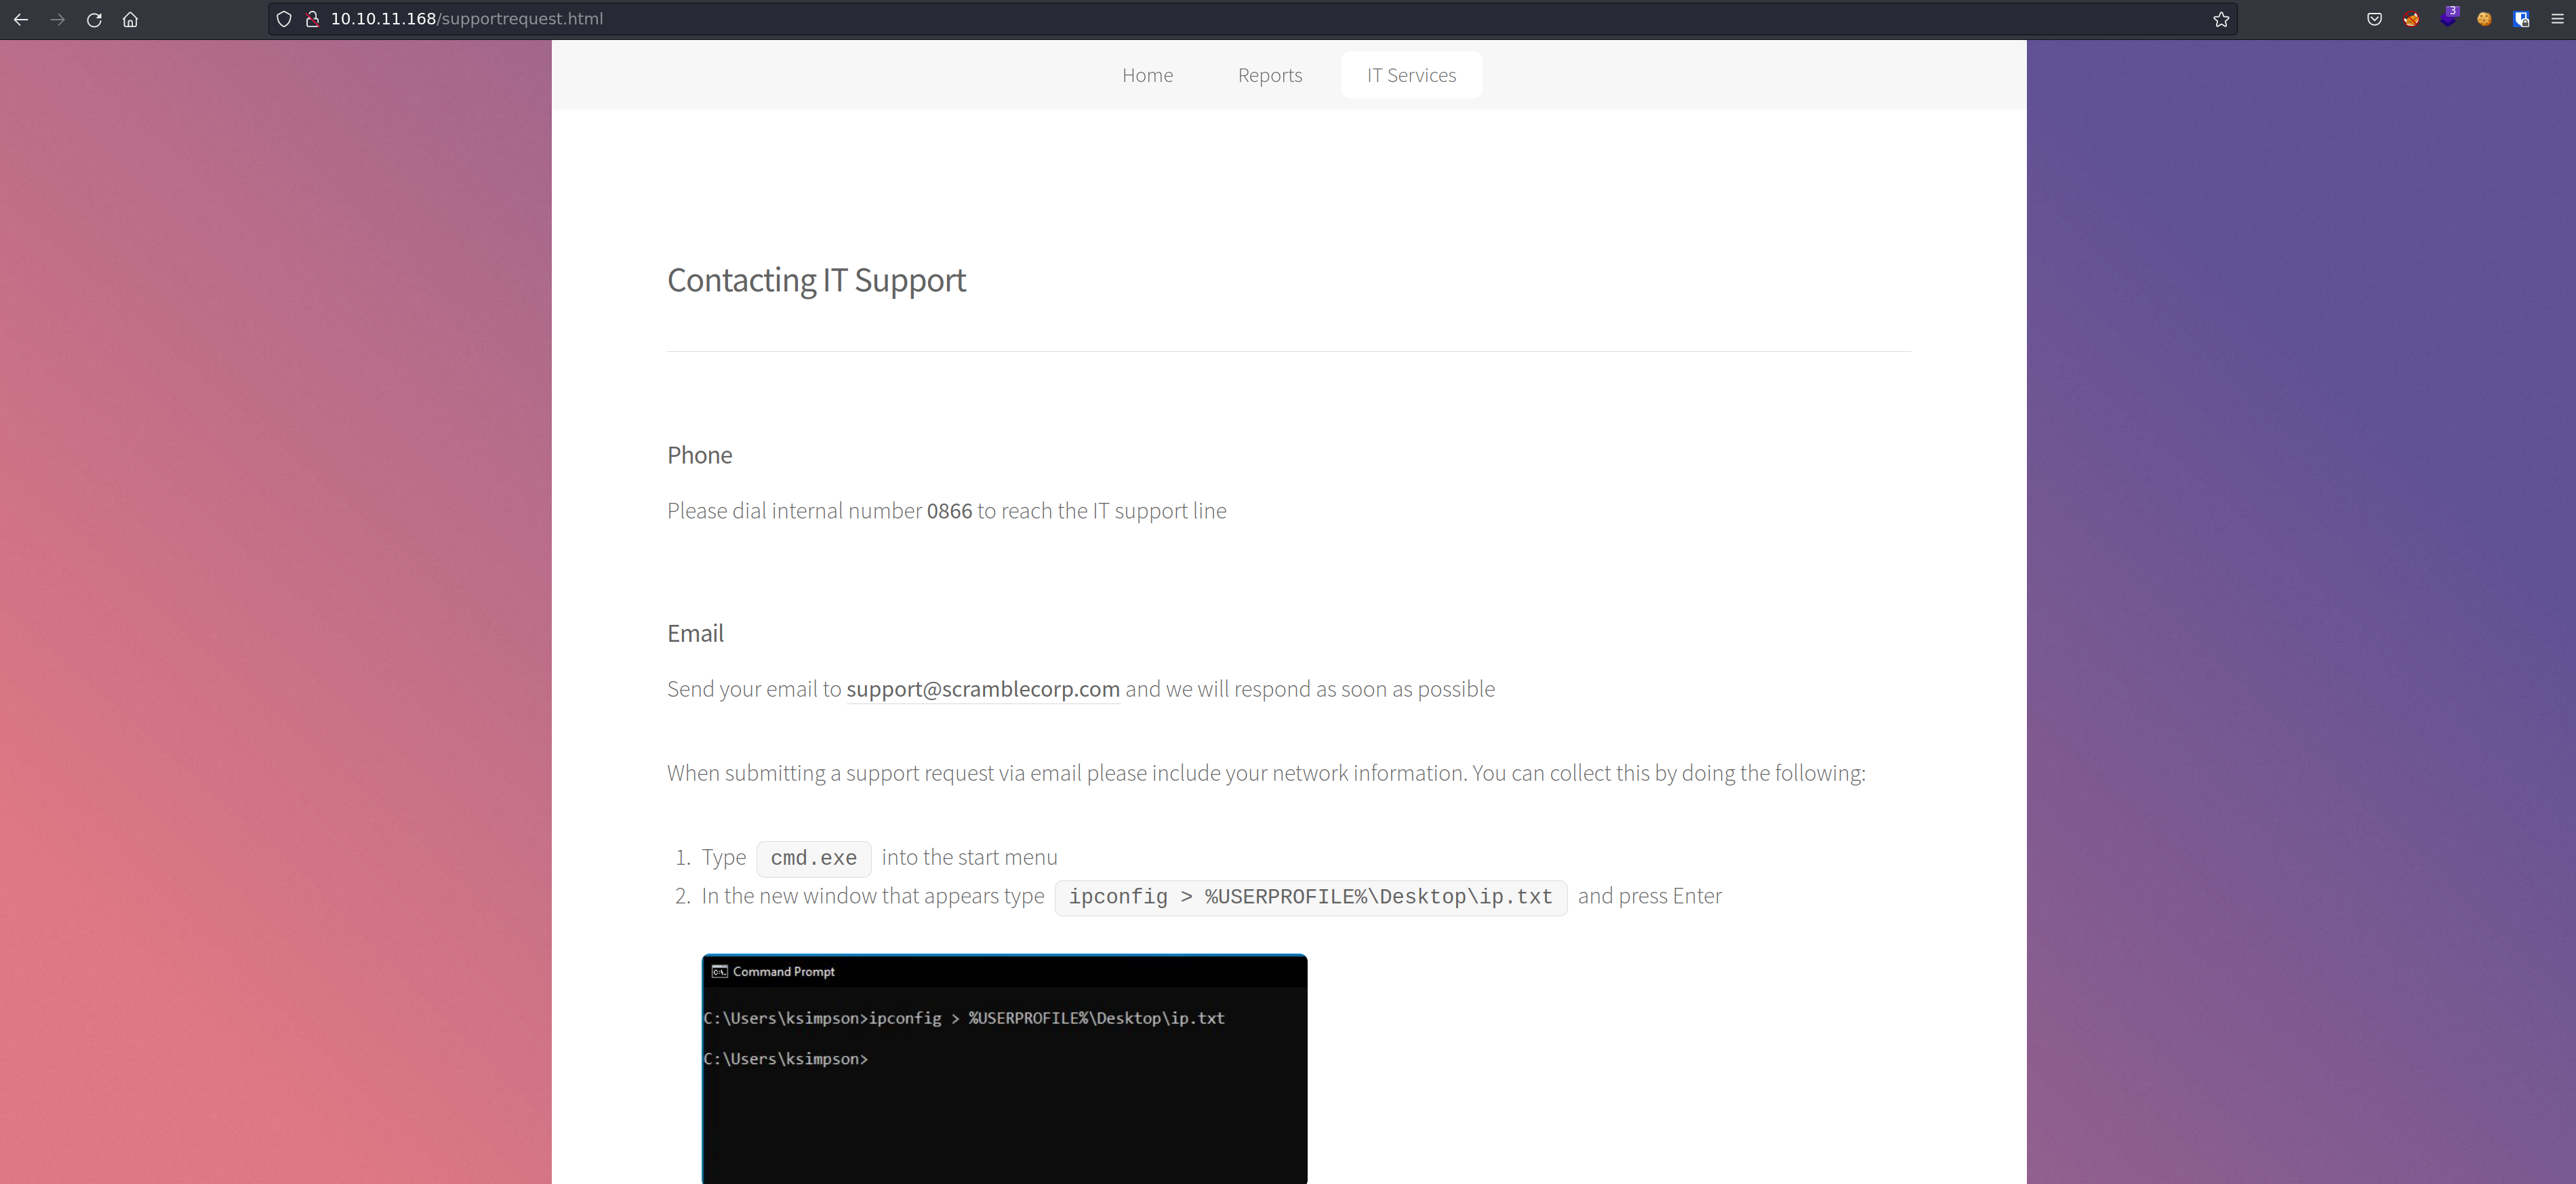 10.10.11.168/supportrequest.html
3
Home Reports IT Services
Contacting IT Support
Phone
Please dial internal number 0866 to reach the IT support line
Email
Send your email to support@scramblecorp.com and we will respond as soon as possible
When submitting a support request via email please include your network information. You can collect this by doing the following:
1. Type cmd.exe into the start menu
2. In the new window that appears type ipconfig > %USERPROFILE%\Desktop\ip.txt and press Enter
Command Prompt
C:\Users\ksimpson>ipconfig > %USERPROFILE%\Desktop\ip.txt
C:\Users\ksimpson>